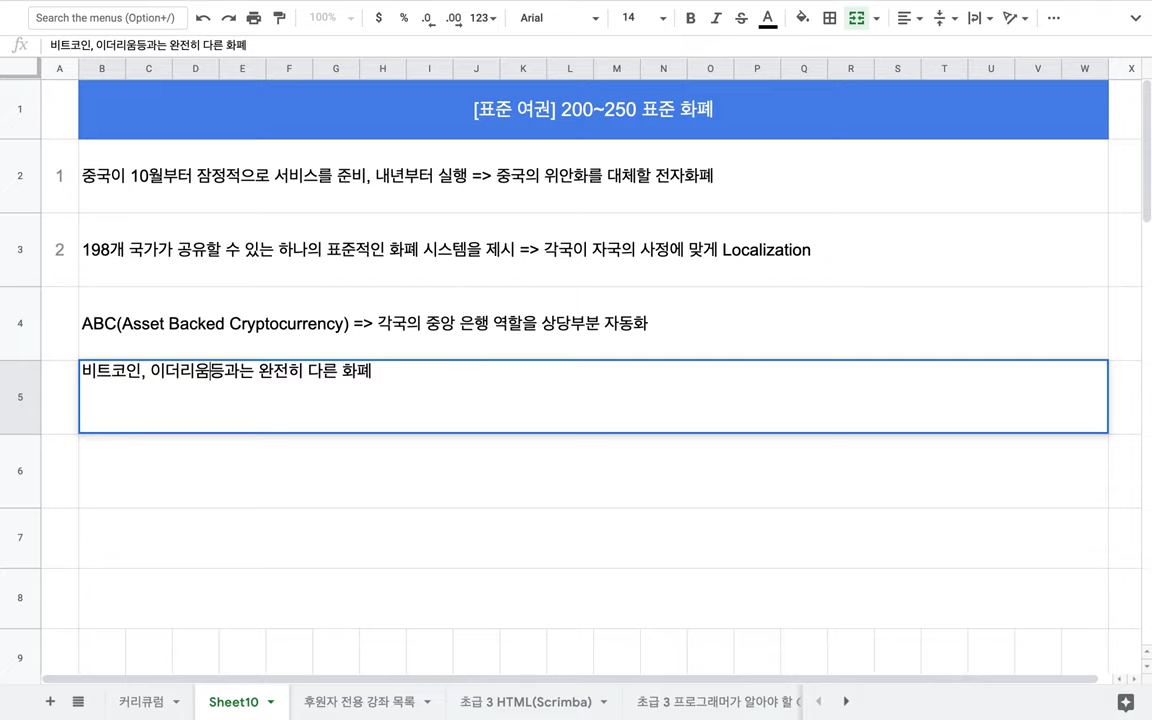 Search the menus (Option+/)
100%
$ % .0 .00 123
Arial
14
B I S A
fx 비트코인, 이더리움등과는 완전히 다른 화폐
A B C D E F G H I J K L M N O P Q R S T U V W X
1 [표준 여권] 200~250 표준 화폐
2 1 중국이 10월부터 잠정적으로 서비스를 준비, 내년부터 실행 => 중국의 위안화를 대체할 전자화폐
3 2 198개 국가가 공유할 수 있는 하나의 표준적인 화폐 시스템을 제시 => 각국이 자국의 사정에 맞게 Localization
4 ABC(Asset Backed Cryptocurrency) => 각국의 중앙 은행 역할을 상당부분 자동화
5 비트코인, 이더리움등과는 완전히 다른 화폐
6
7
8
9
커리큐럼
Sheet10
후원자 전용 강좌 목록
초급 3 HTML(Scrimba)
초급 3 프로그래머가 알아야 할